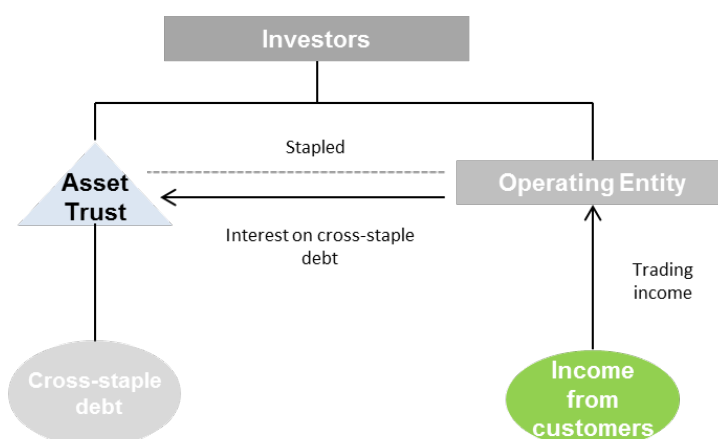 Investors
Stapled
Asset
Trust
Operating Entity
Interest on cross-staple
debt
Trading
income
Cross-staple
debt
Income
from
customers